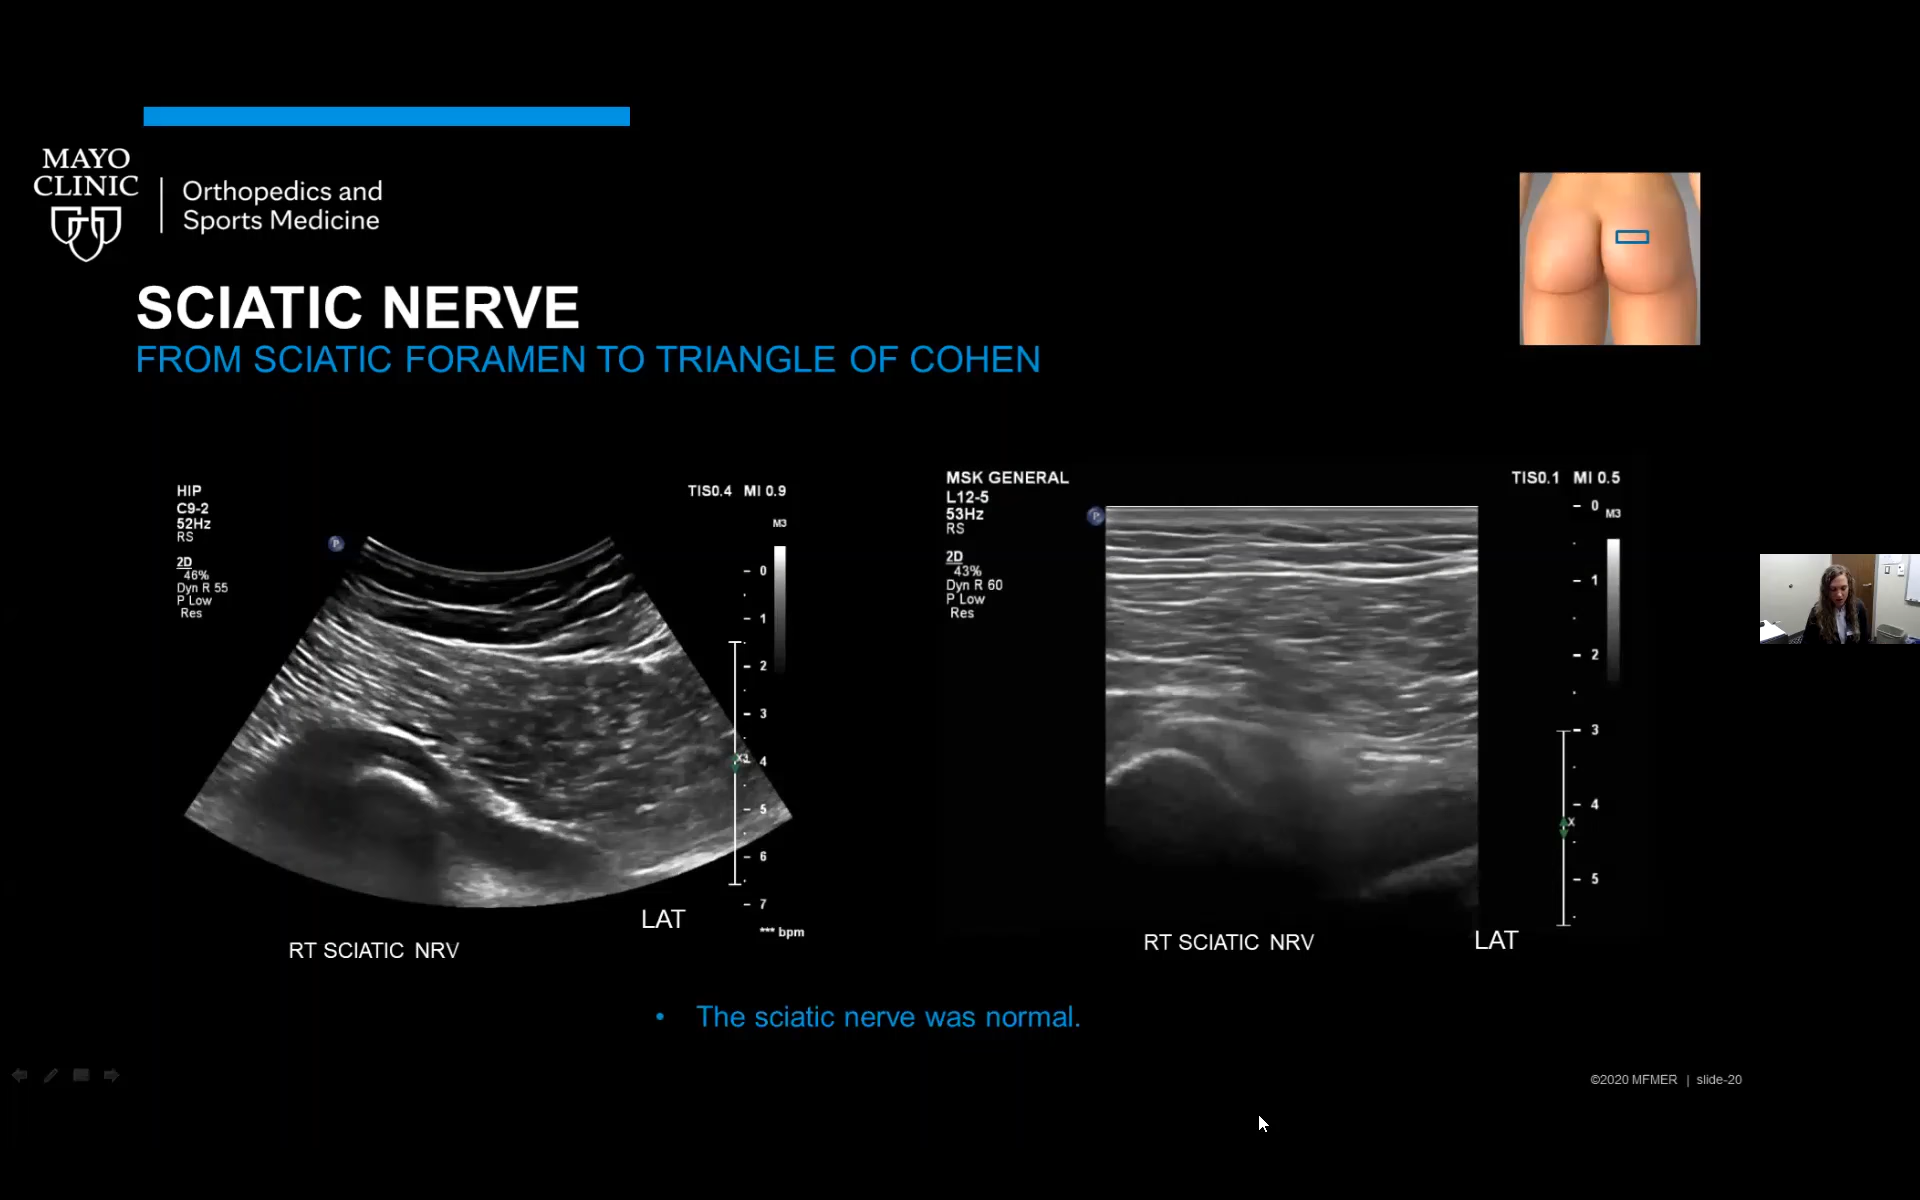 MAYO
CLINIC
Orthopedics and
Sports Medicine
SCIATIC NERVE
FROM SCIATIC FORAMEN TO TRIANGLE OF COHEN
HIP
C9-2
52Hz
RS
2D
46%
Dyn R 55
P Low
Res
TIS0.4 MI 0.9
M3
P
0
1
2
3
X
4
5
6
7
*** bpm
LAT
RT SCIATIC NRV
MSK GENERAL
L12-5
53Hz
RS
2D
43%
Dyn R 60
P Low
Res
TIS0.1 MI 0.5
M3
P
0
1
2
3
4
X
5
LAT
RT SCIATIC NRV
• The sciatic nerve was normal.
©2020 MFMER | slide-20